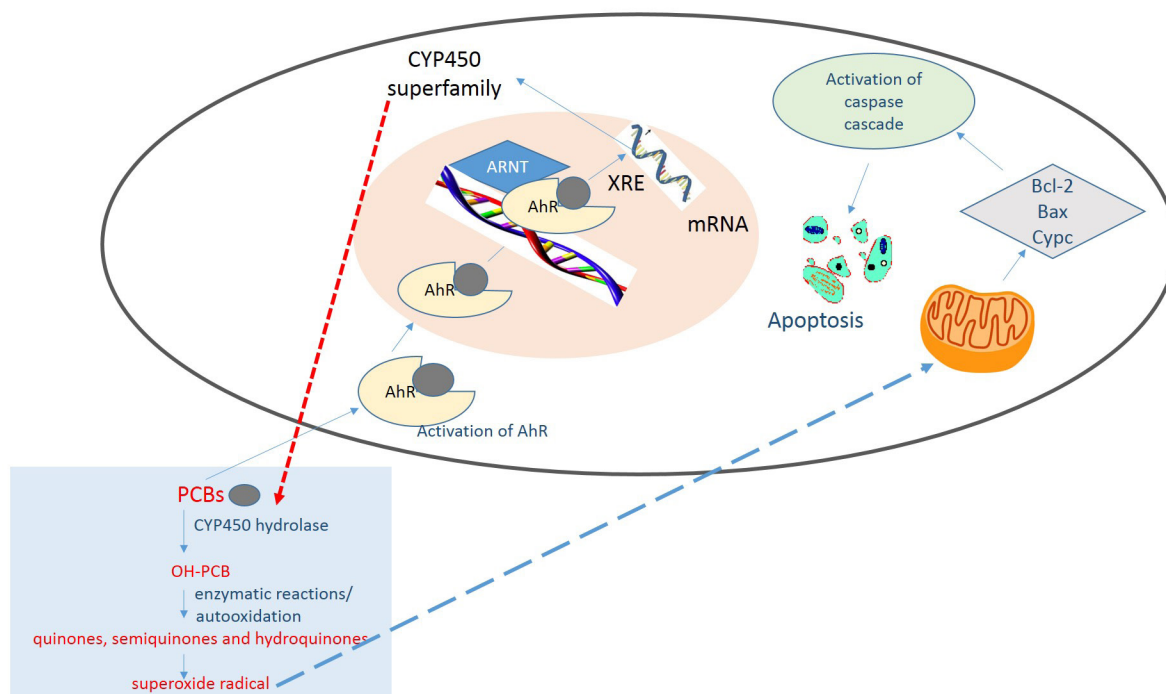 CYP450
superfamily
Activation of
caspase
cascade
ARNT
XRE
AhR
mRNA
Bcl-2
Bax
Cypc
AhR
Apoptosis
AhR
Activation of AhR
PCBs
CYP450 hydrolase
OH-PCB
enzymatic reactions/
autooxidation
quinones, semiquinones and hydroquinones
superoxide radical